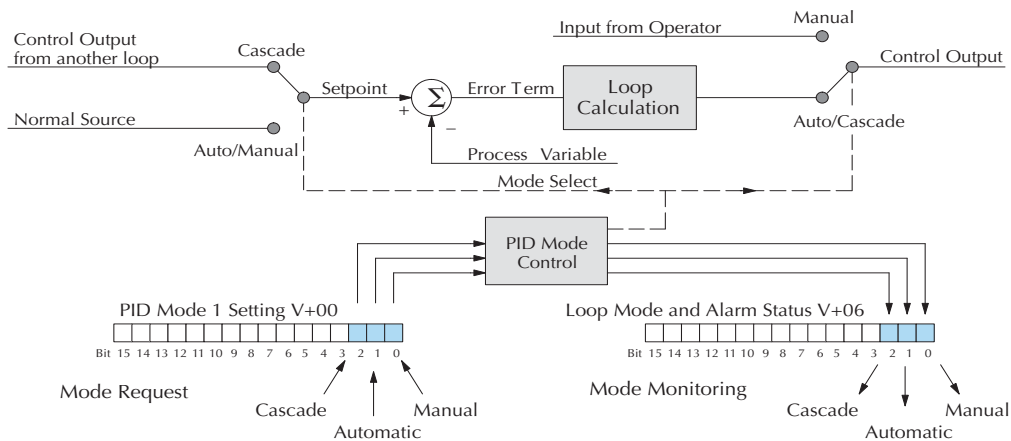 Manual
Input from Operator
Control Output
from another loop
Cascade
Control Output
Setpoint
Σ
Error Term
Loop
Calculation
+
−
Normal Source
Auto/Manual
Auto/Cascade
Process Variable
Mode Select
PID Mode
Control
PID Mode 1 Setting V+00
Loop Mode and Alarm Status V+06
Bit 15 14 13 12 11 10 9 8 7 6 5 4 3 2 1 0
Bit 15 14 13 12 11 10 9 8 7 6 5 4 3 2 1 0
Mode Request
Mode Monitoring
Cascade
Manual
Automatic
Cascade
Manual
Automatic